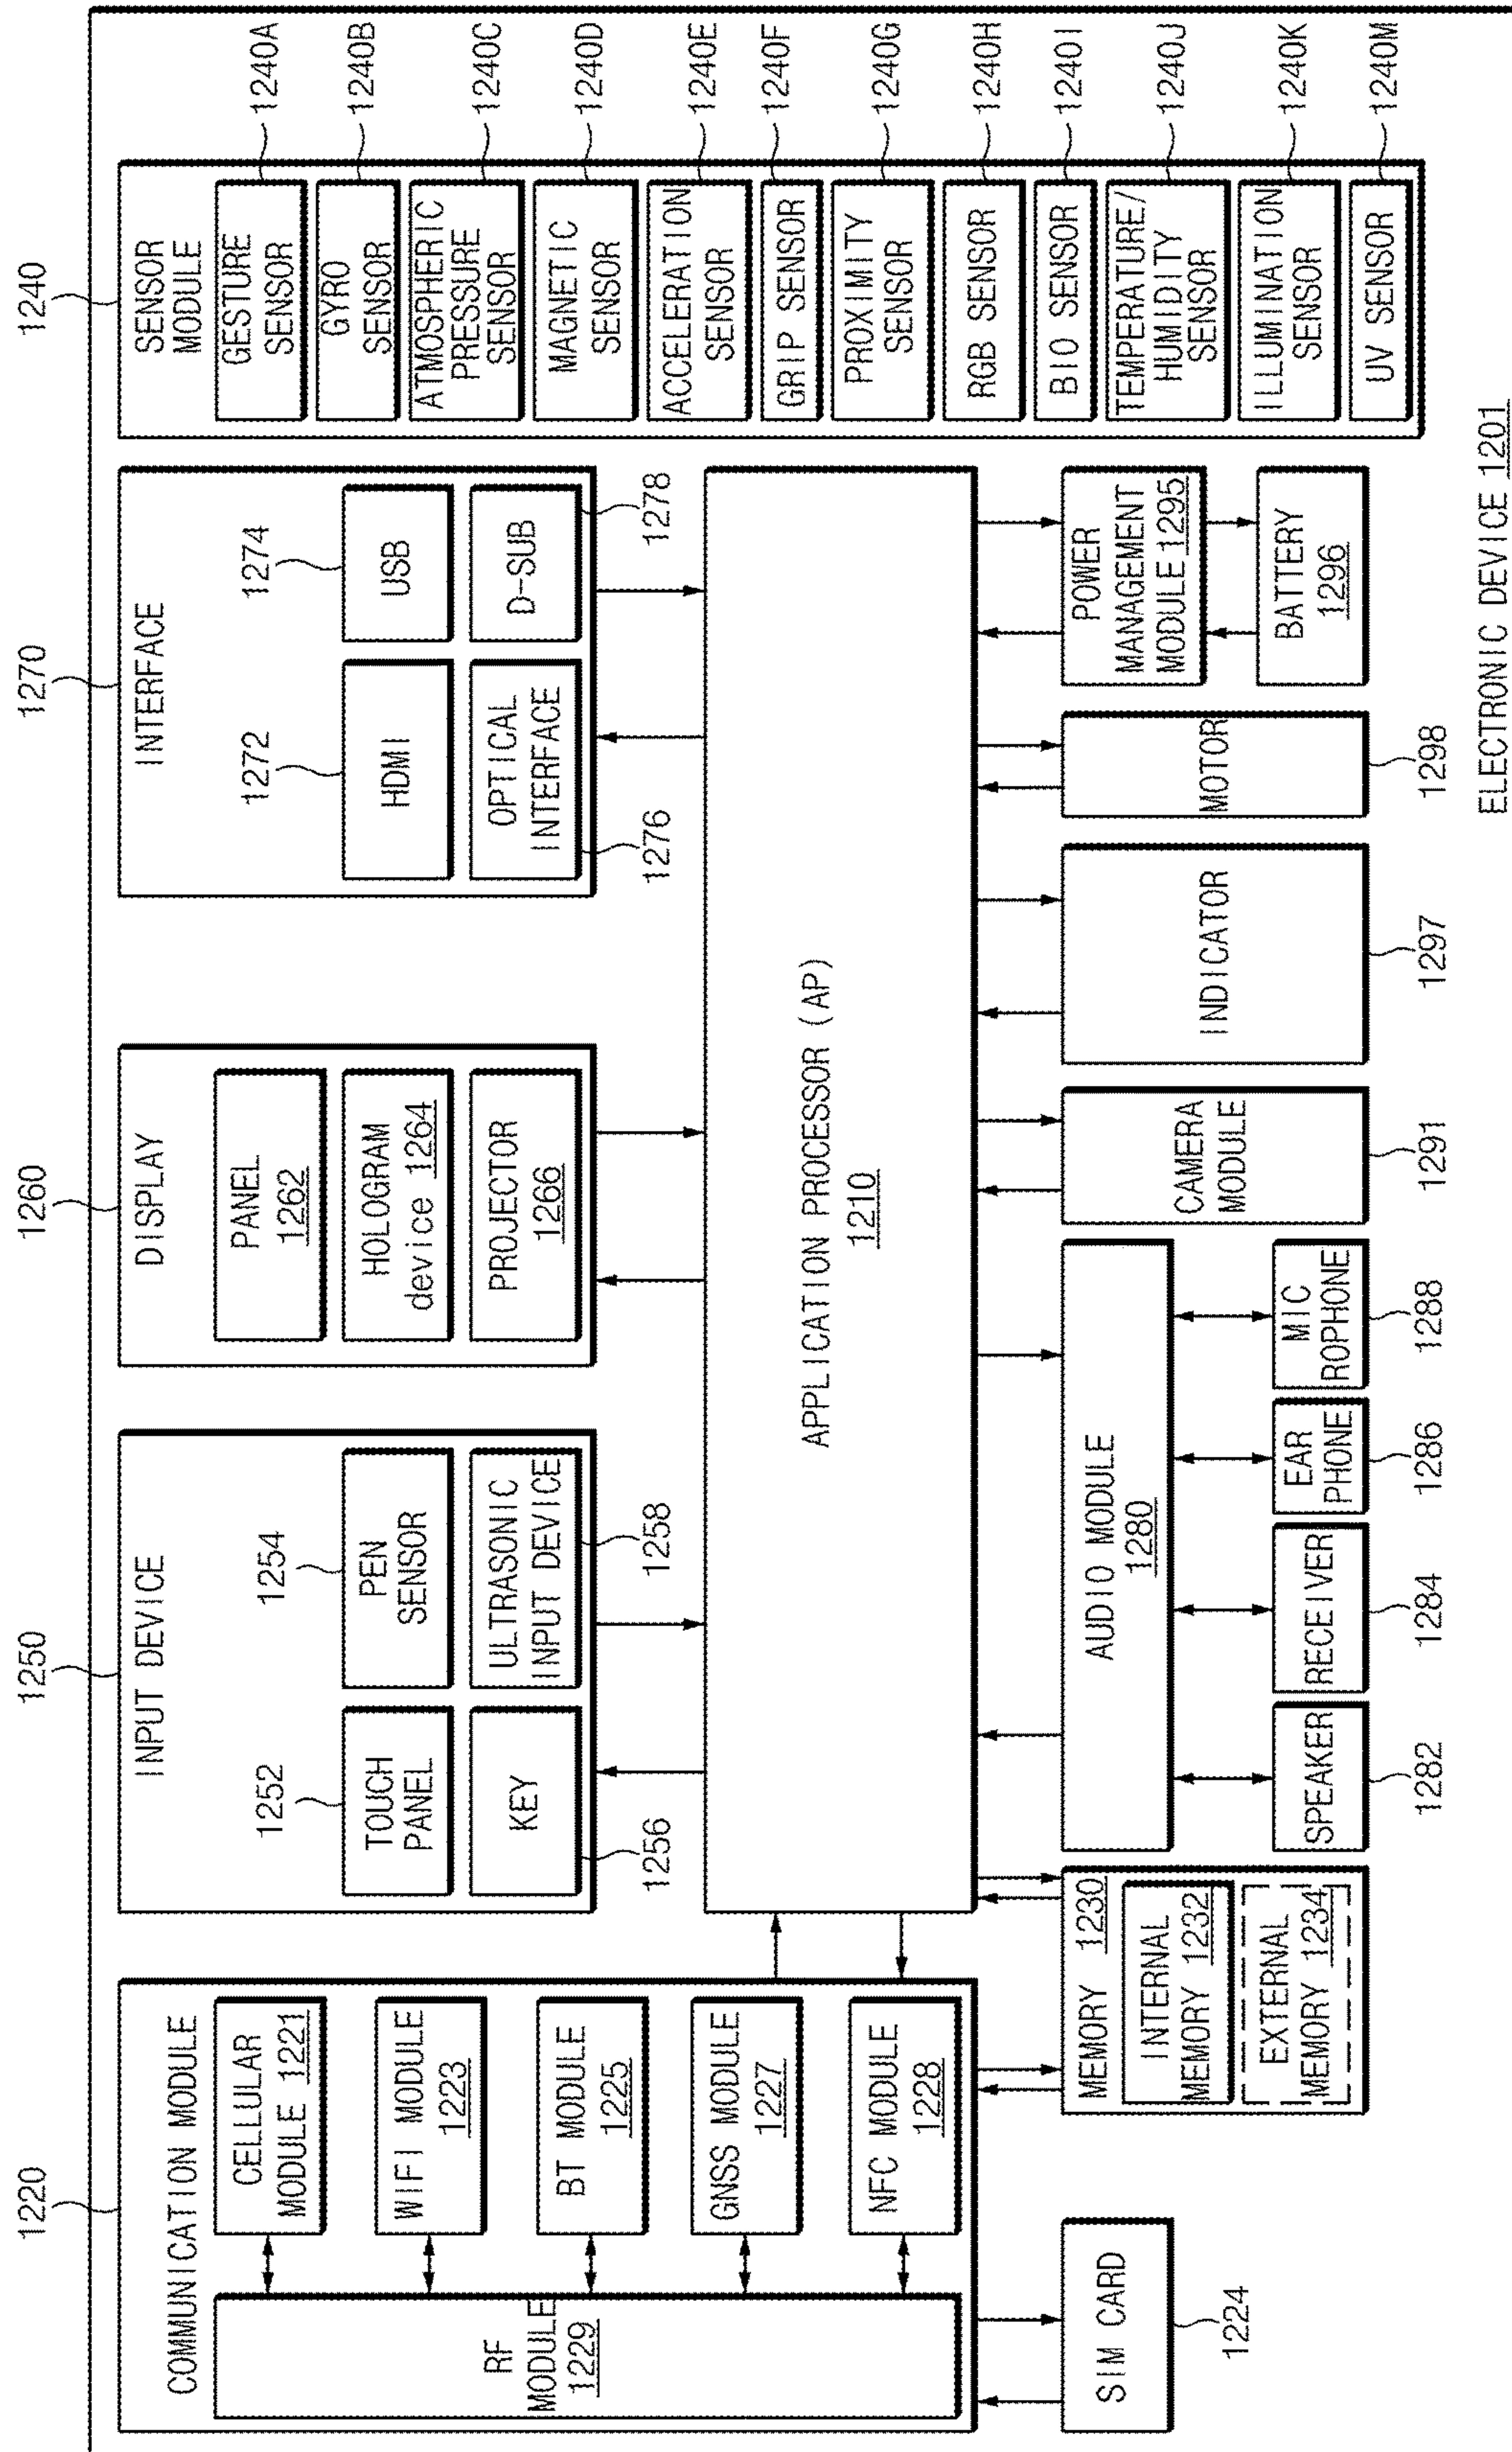 ELECTRONIC DEVICE 1201
1220
COMMUNICATION MODULE
CELLULAR
MODULE 1221
WIFI MODULE
1223
BT MODULE
1225
GNSS MODULE
1227
NFC MODULE
1228
RF
MODULE
1229
SIM CARD
1224
1250
INPUT DEVICE
1252
TOUCH
PANEL
1254
PEN
SENSOR
KEY
1256
ULTRASONIC
INPUT DEVICE
1258
1260
DISPLAY
PANEL
1262
HOLOGRAM
device 1264
PROJECTOR
1266
1270
INTERFACE
1272
HDMI
1274
USB
OPTICAL
INTERFACE
1276
D-SUB
1278
1240
SENSOR
MODULE
GESTURE
SENSOR
1240A
GYRO
SENSOR
1240B
ATMOSPHERIC
PRESSURE
SENSOR
1240C
MAGNETIC
SENSOR
1240D
ACCELERATION
SENSOR
1240E
GRIP SENSOR
1240F
PROXIMITY
SENSOR
1240G
RGB SENSOR
1240H
BIO SENSOR
1240I
TEMPERATURE/
HUMIDITY
SENSOR
1240J
ILLUMINATION
SENSOR
1240K
UV SENSOR
1240M
APPLICATION PROCESSOR (AP)
1210
MEMORY 1230
INTERNAL
MEMORY 1232
EXTERNAL
MEMORY 1234
AUDIO MODULE
1280
SPEAKER
1282
RECEIVER
1284
EAR
PHONE
1286
MIC
ROPHONE
1288
CAMERA
MODULE
1291
INDICATOR
1297
MOTOR
1298
POWER
MANAGEMENT
MODULE 1295
BATTERY
1296